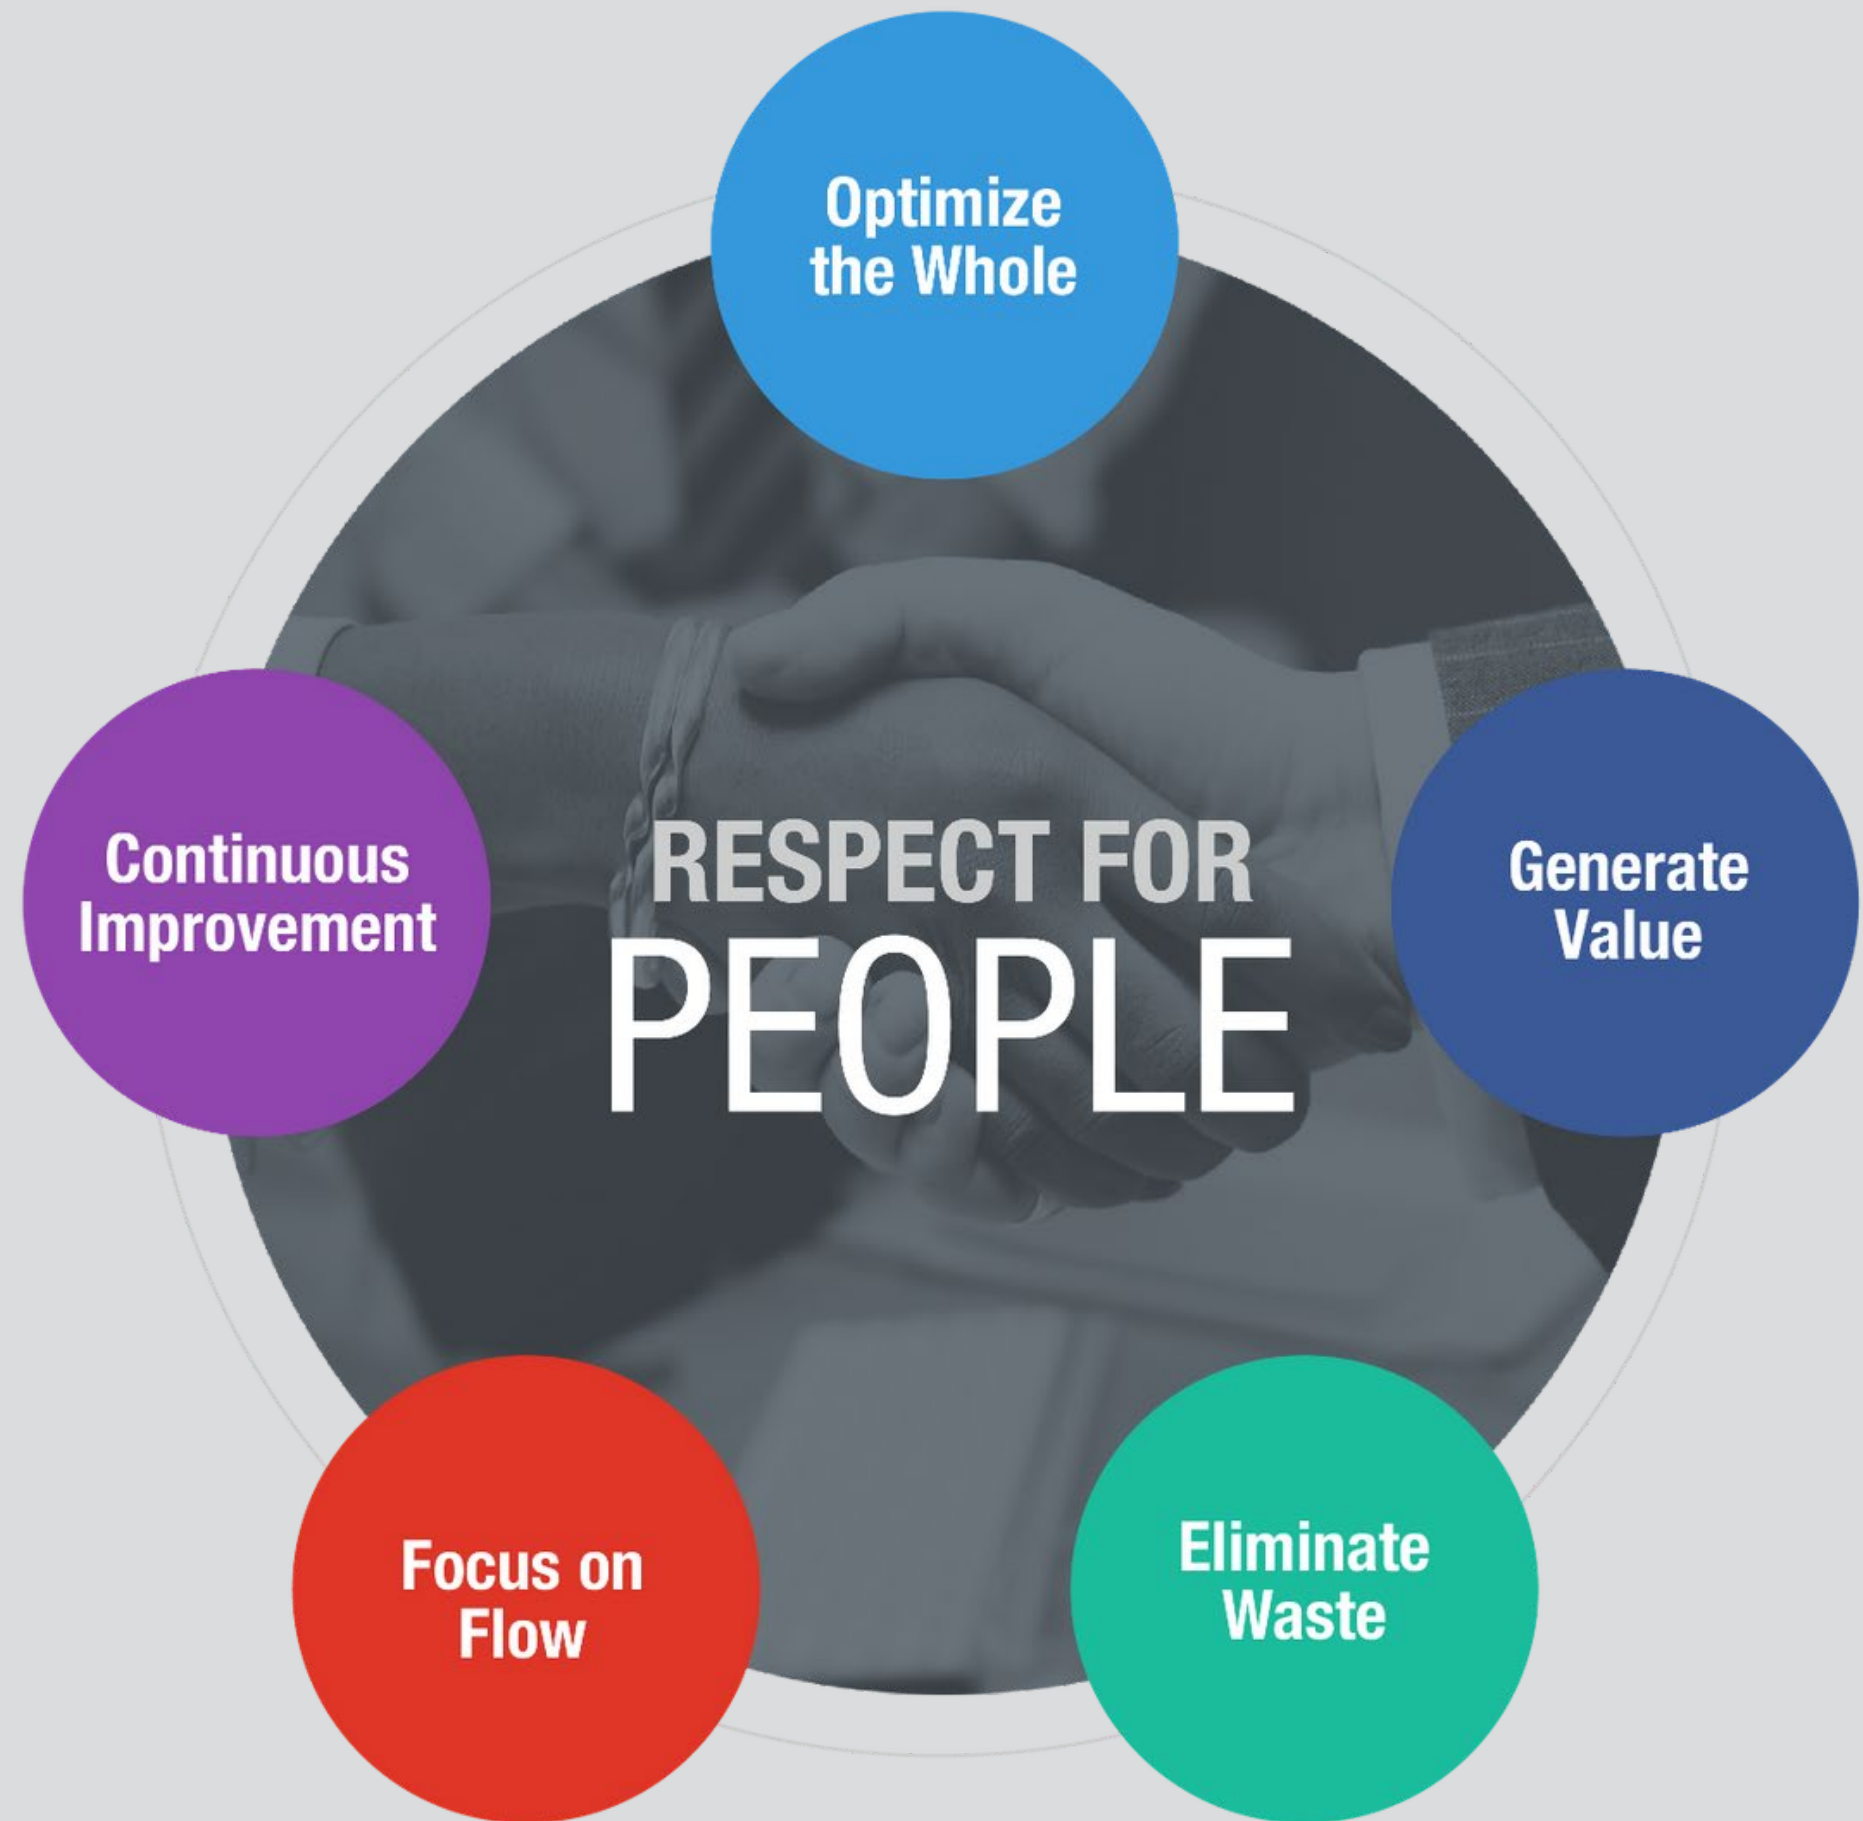 Optimize
the Whole
Generate
Value
Eliminate
Waste
Focus on
Flow
Continuous
Improvement
RESPECT FOR
PEOPLE